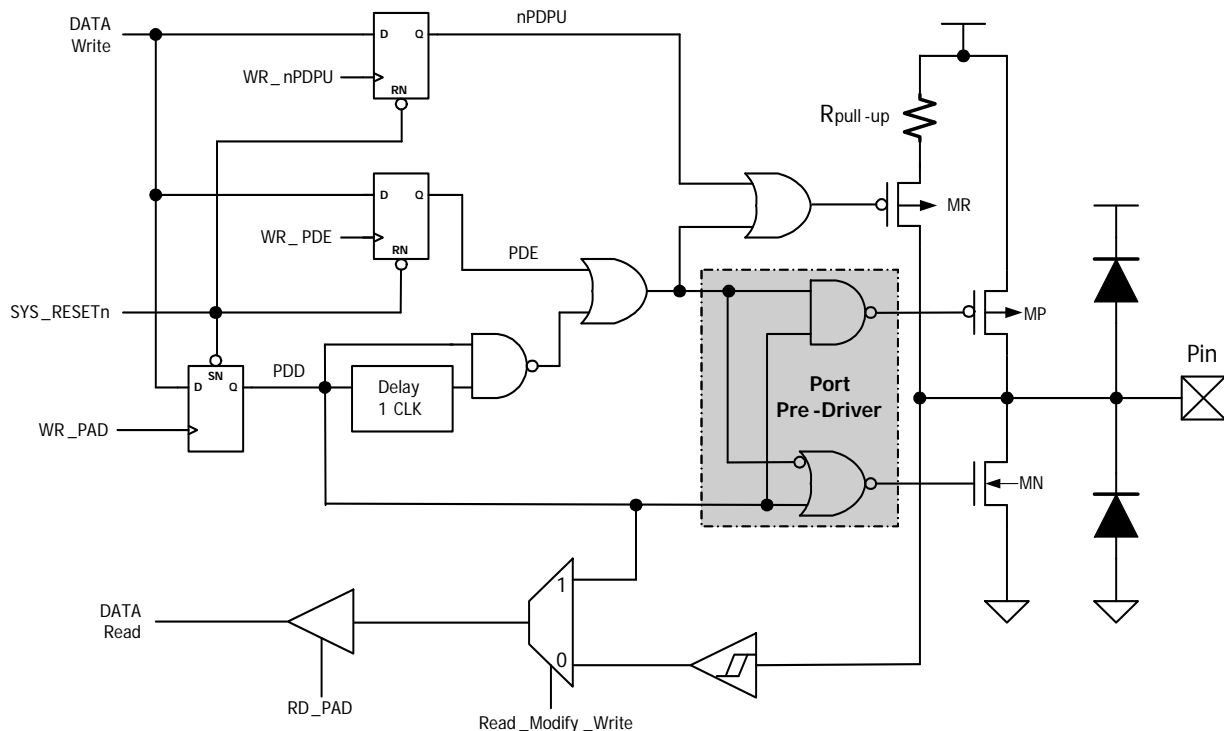 DATA
Write
nPDPU
D
Q
WR_nPDPU
RN
Rpull-up
D
Q
MR
WR_PDE
RN
PDE
SYS_RESETn
MP
SN
D
Q
PDD
Delay
1 CLK
Port
Pre-Driver
Pin
WR_PAD
MN
1
DATA
Read
0
RD_PAD
Read_Modify_Write